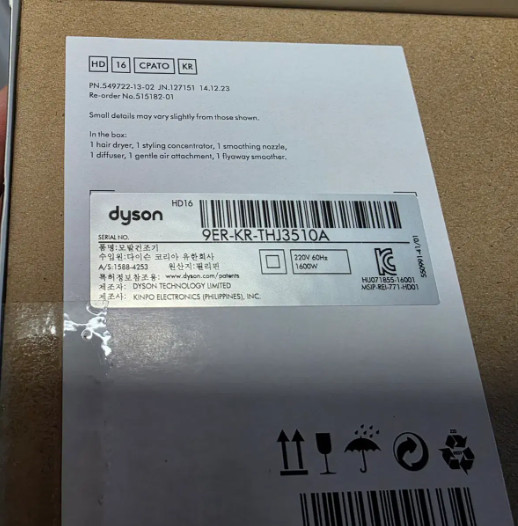 HD 16 CPATO KR
PN.549722-13-02 JN.127151 14.12.23
Re-order No.515182-01
Small details may vary slightly from those shown.
In the box:
1 hair dryer, 1 styling concentrator, 1 smoothing nozzle,
1 diffuser, 1 gentle air attachment, 1 flyaway smoother.
dyson
HD16
SERIAL NO.
9ER-KR-THJ3510A
품명:모발건조기
수입원:다이슨 코리아 유한회사
A/S:1588-4253 원산지:필리핀
특허정보참조용: www.dyson.com/patents
제조자: DYSON TECHNOLOGY LIMITED
제조사: KINPO ELECTRONICS (PHILIPPINES), INC.
220V 60Hz
1600W
HU071855-16001
MSIP-REI-771-HD01